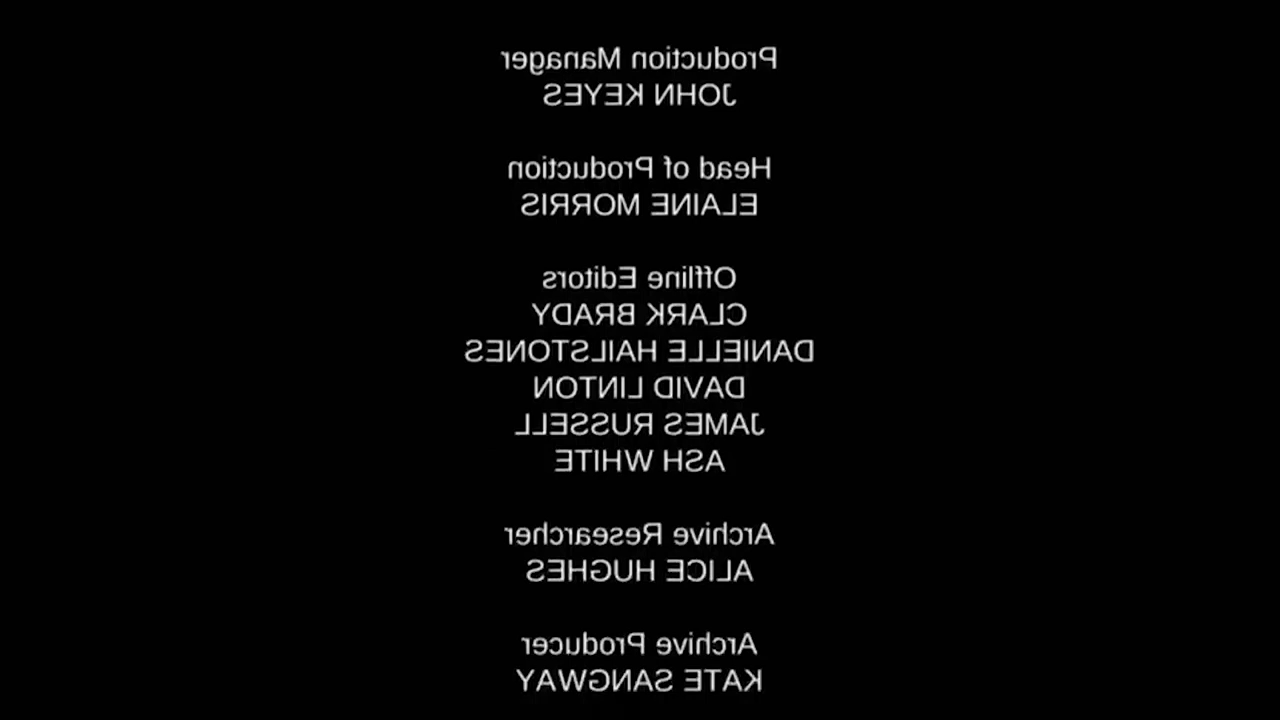 Production Manager
JOHN KEYES
Head of Production
ELAINE MORRIS
Offline Editors
CLARK BRADY
DANIELLE HAILSTONES
DAVID LINTON
JAMES RUSSELL
ASH WHITE
Archive Researcher
ALICE HUGHES
Archive Producer
KATE SANGWAY